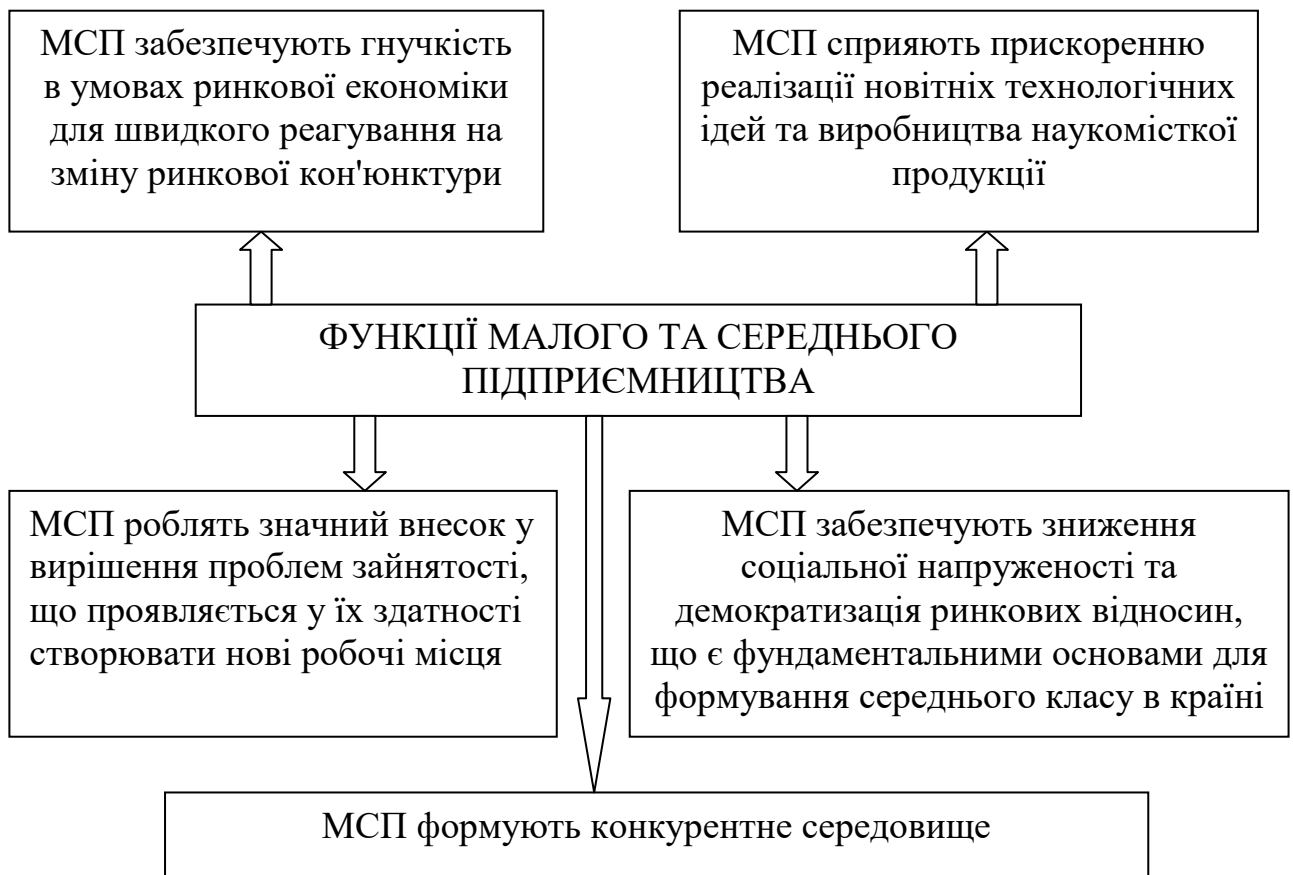 МСП забезпечують гнучкість
в умовах ринкової економіки
для швидкого реагування на
зміну ринкової кон'юнктури
МСП сприяють прискоренню
реалізації новітніх технологічних
ідей та виробництва наукомісткої
продукції
ФУНКЦІЇ МАЛОГО ТА СЕРЕДНЬОГО
ПІДПРИЄМНИЦТВА
МСП роблять значний внесок у
вирішення проблем зайнятості,
що проявляється у їх здатності
створювати нові робочі місця
МСП забезпечують зниження
соціальної напруженості та
демократизація ринкових відносин,
що є фундаментальними основами для
формування середнього класу в країні
МСП формують конкурентне середовище